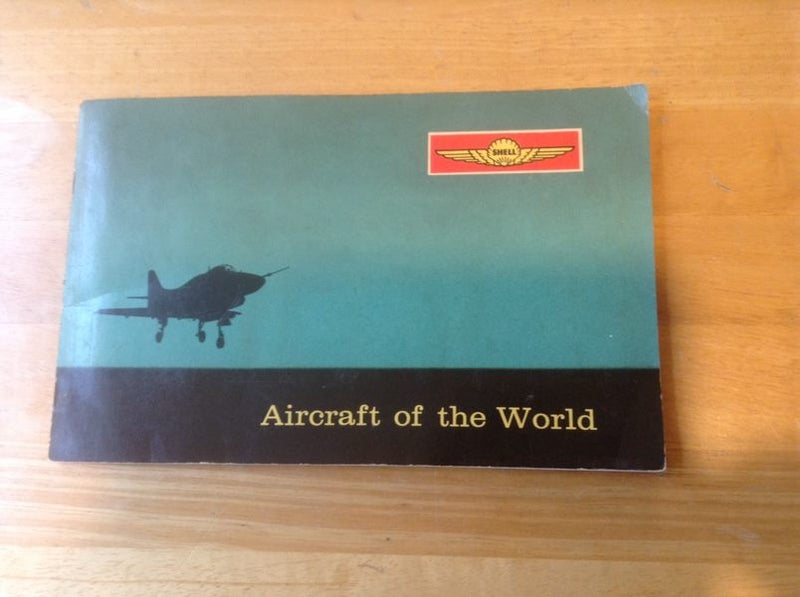 SHELL
Aircraft of the World